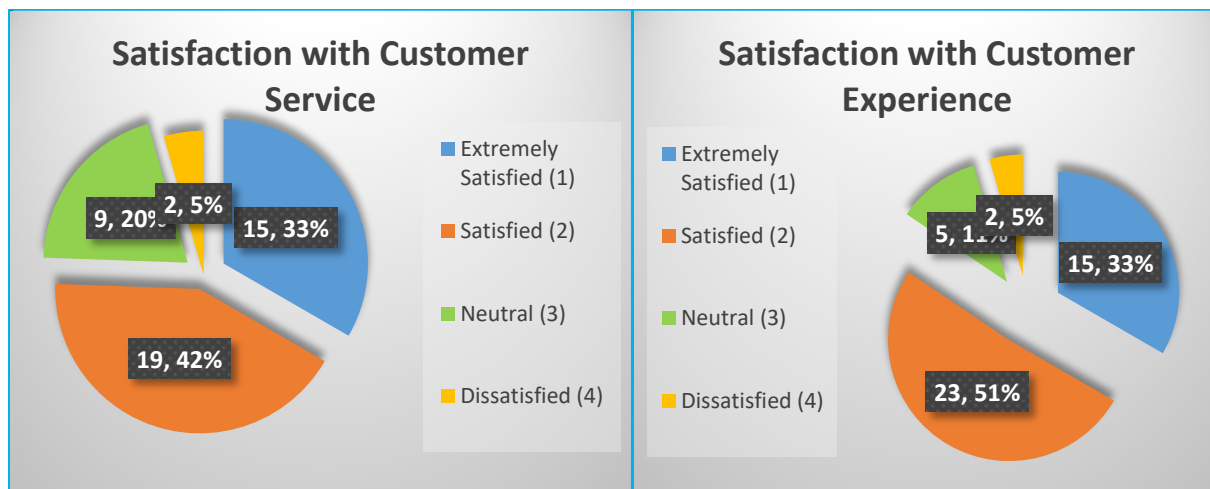 Satisfaction with Customer
Service
Extremely
Satisfied (1)
Satisfied (2)
Neutral (3)
Dissatisfied (4)
15, 33%
19, 42%
9, 20%
2, 5%
Satisfaction with Customer
Experience
Extremely
Satisfied (1)
Satisfied (2)
Neutral (3)
Dissatisfied (4)
15, 33%
23, 51%
5, 11%
2, 5%